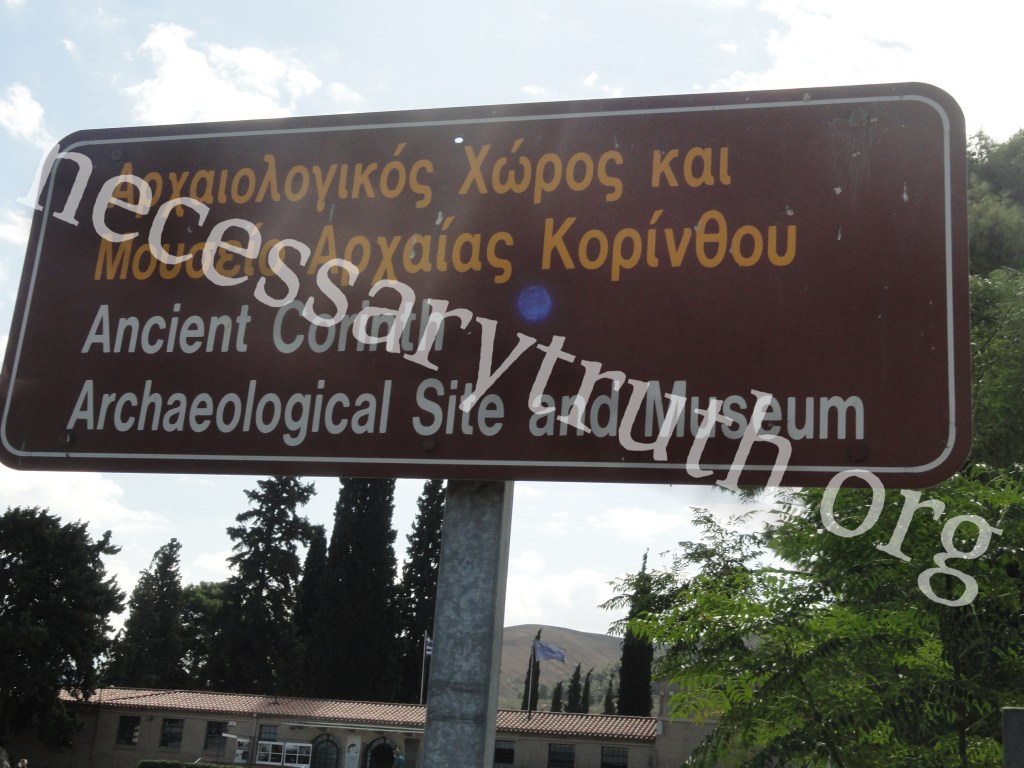 Αρχαιολογικός Χώρος και
Μουσείο Αρχαίας Κορίνθου
Ancient Corinth
Archaeological Site and Museum
necessarytruth.org